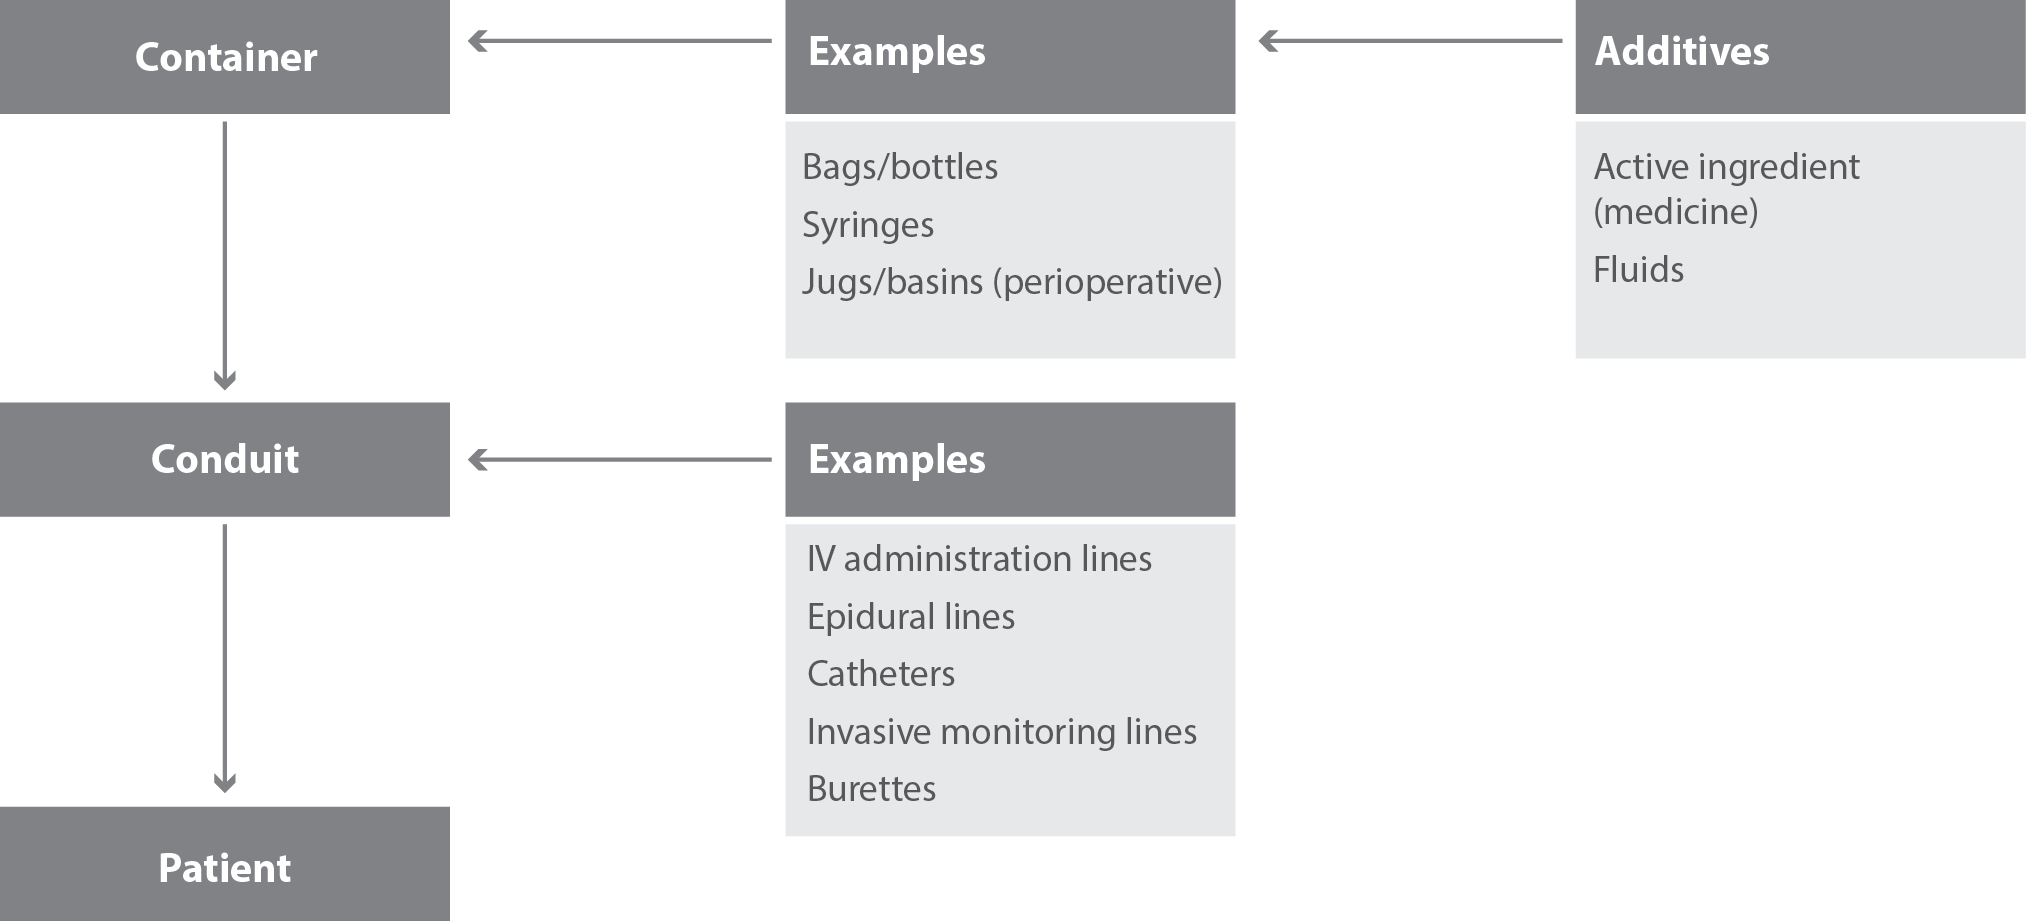 Container
Examples
Additives
Bags/bottles
Syringes
Jugs/basins (perioperative)
Active ingredient
(medicine)
Fluids
Conduit
Examples
IV administration lines
Epidural lines
Catheters
Invasive monitoring lines
Burettes
Patient